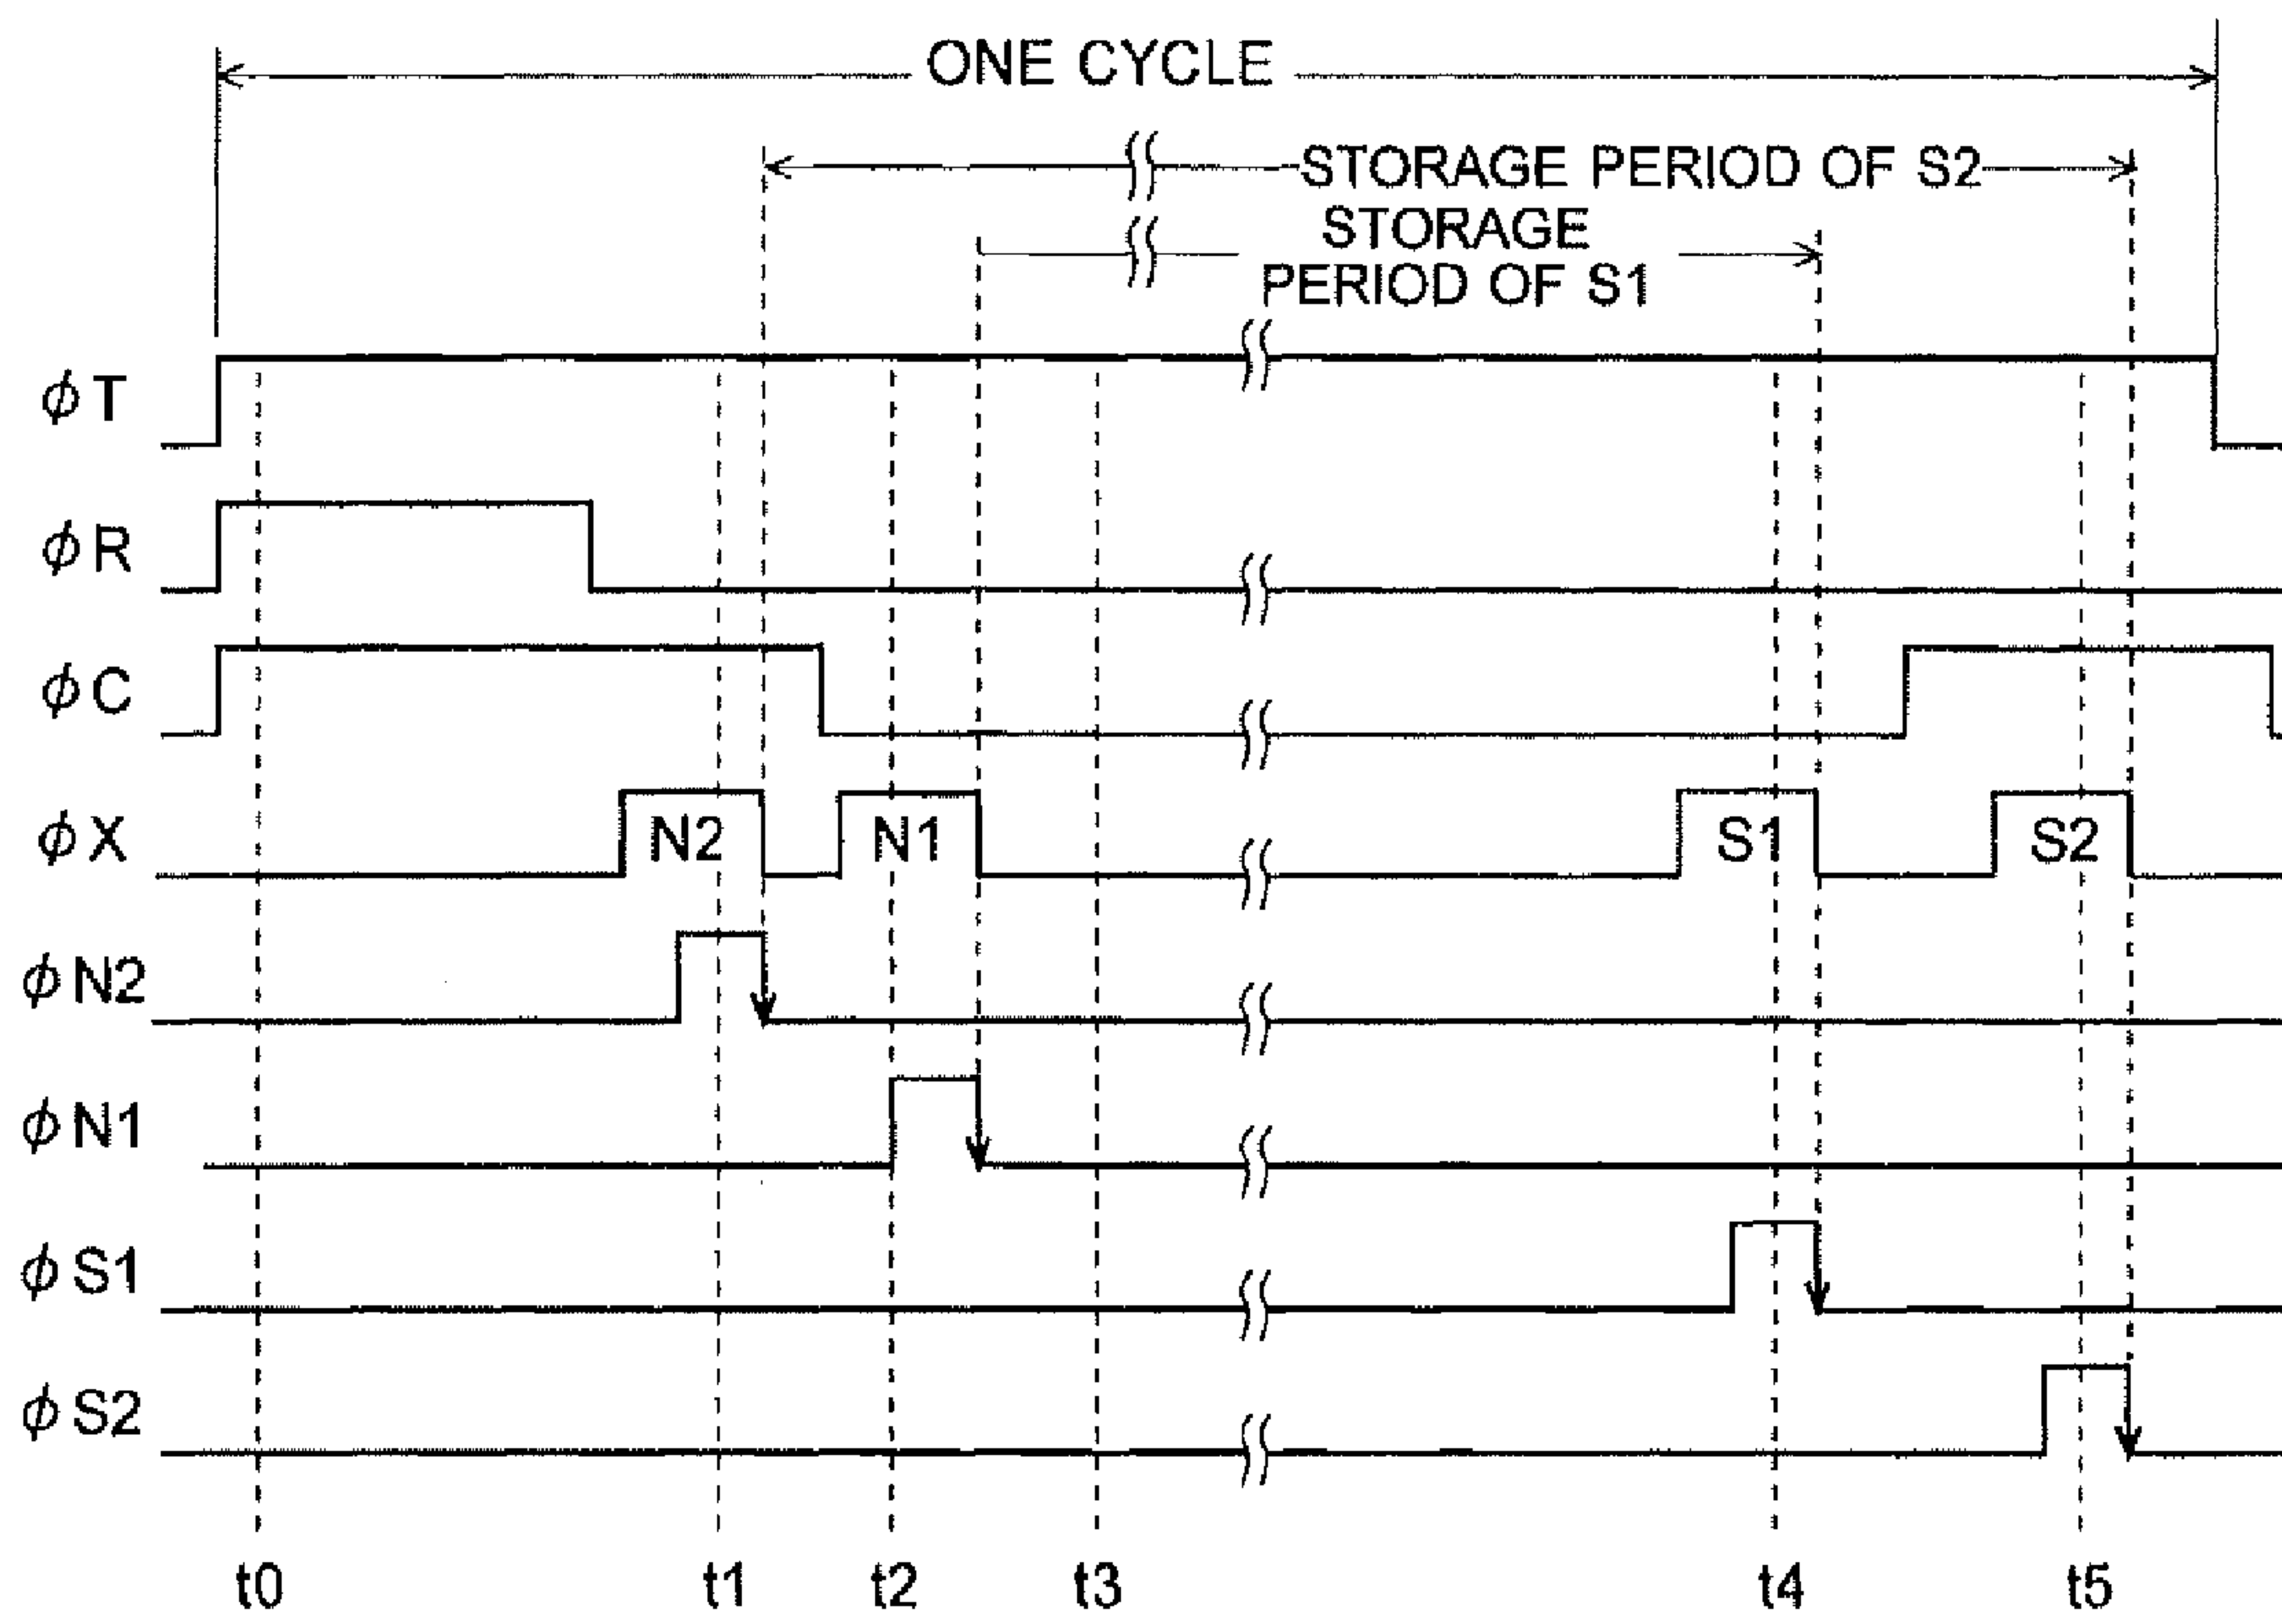 ONE CYCLE
STORAGE PERIOD OF S2
STORAGE
PERIOD OF S1
ϕT
ϕR
ϕC
ϕX
N2 N1 S1 S2
ϕN2
ϕN1
ϕS1
ϕS2
t0 t1 t2 t3 t4 t5